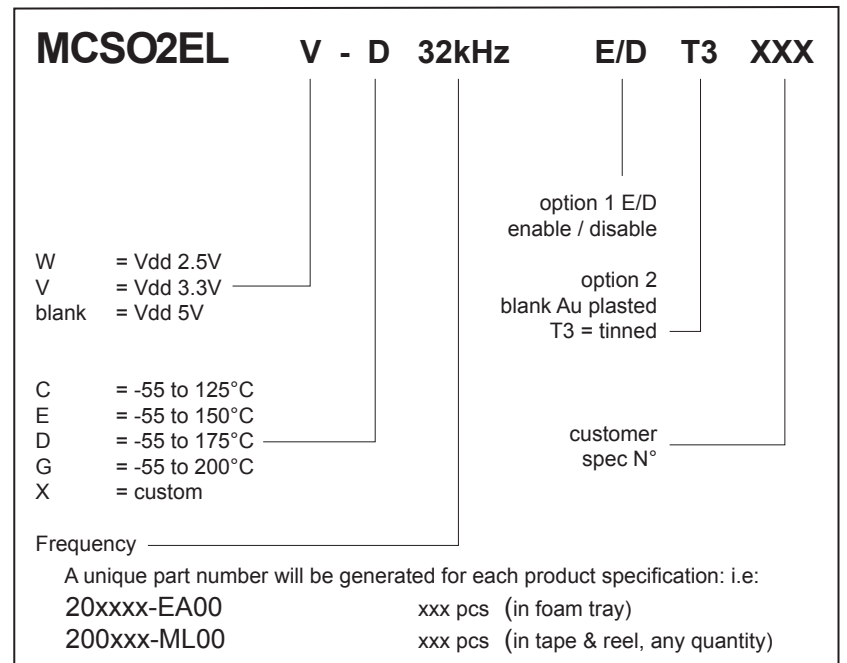 MCSO2EL V - D 32kHz E/D T3 XXX
option 1 E/D
enable / disable
W = Vdd 2.5V
V = Vdd 3.3V
blank = Vdd 5V
option 2
blank Au plasted
T3 = tinned
C = -55 to 125°C
E = -55 to 150°C
D = -55 to 175°C
G = -55 to 200°C
X = custom
customer
spec N°
Frequency
A unique part number will be generated for each product specification: i.e:
20xxxx-EA00 xxx pcs (in foam tray)
200xxx-ML00 xxx pcs (in tape & reel, any quantity)